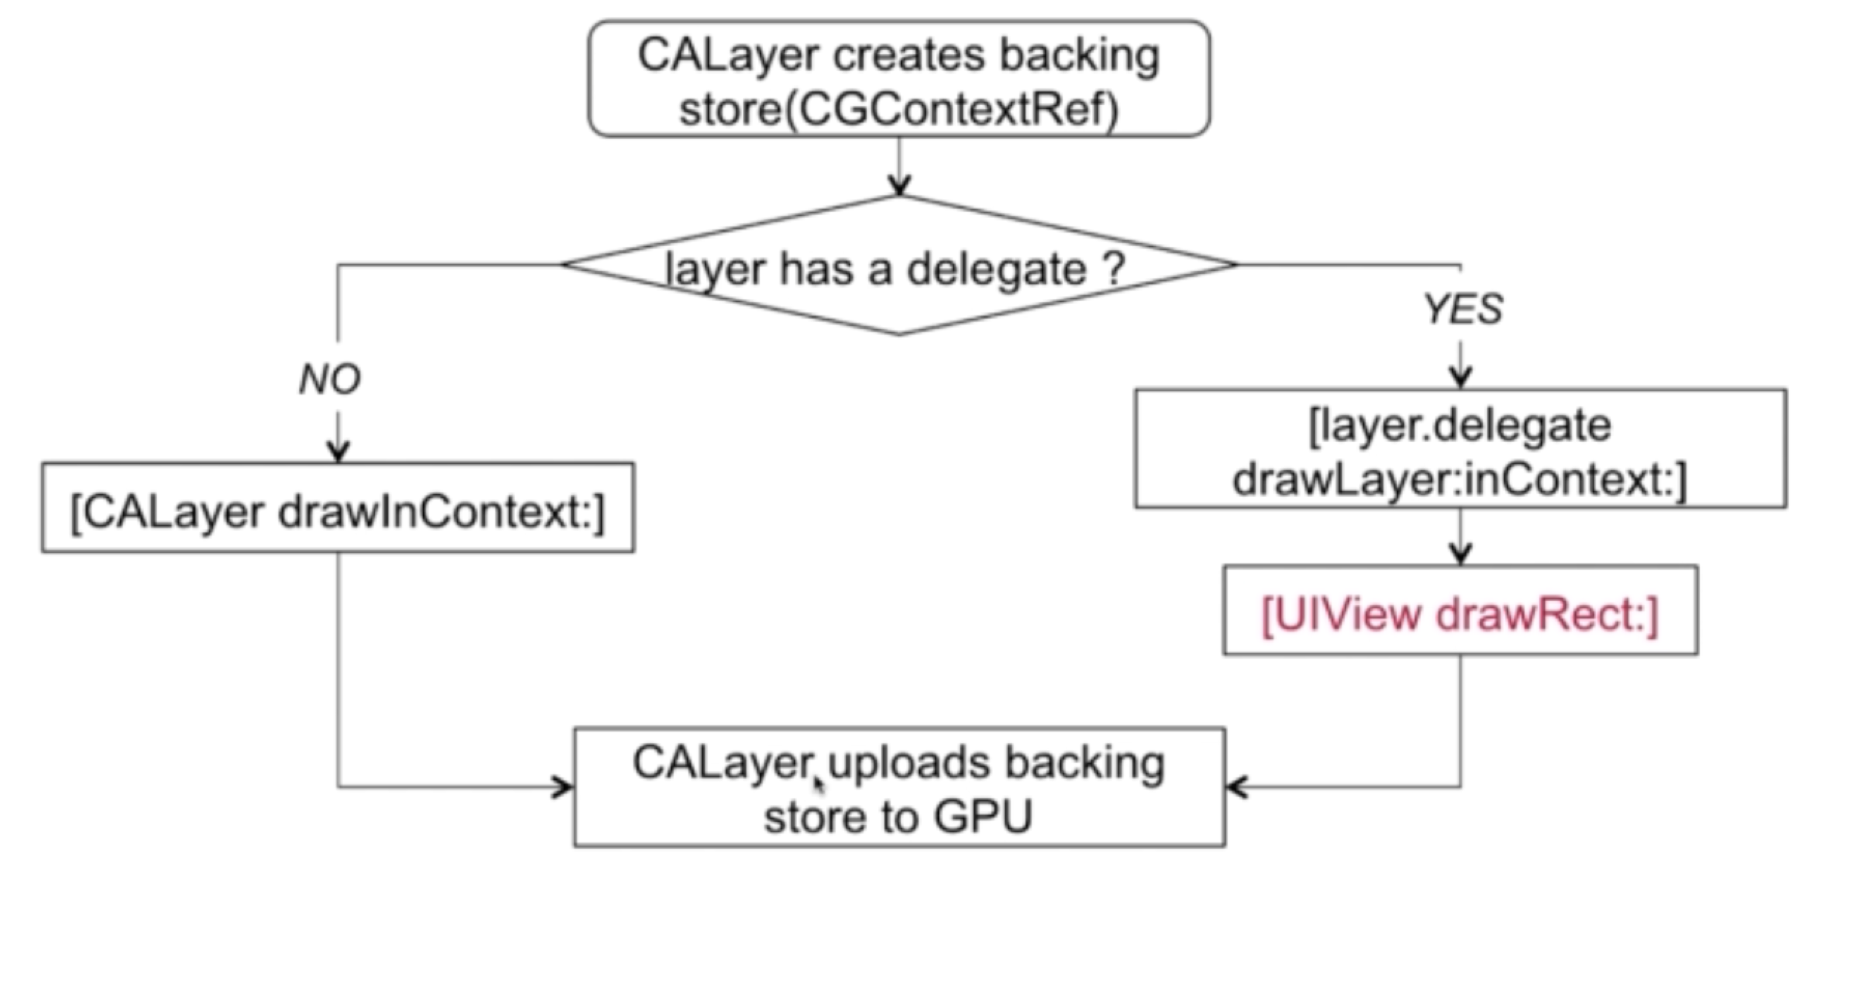 CALayer creates backing
store(CGContextRef)
layer has a delegate ?
YES
NO
[layer.delegate
drawLayer:inContext:]
[CALayer drawInContext:]
[UIView drawRect:]
CALayer uploads backing
store to GPU